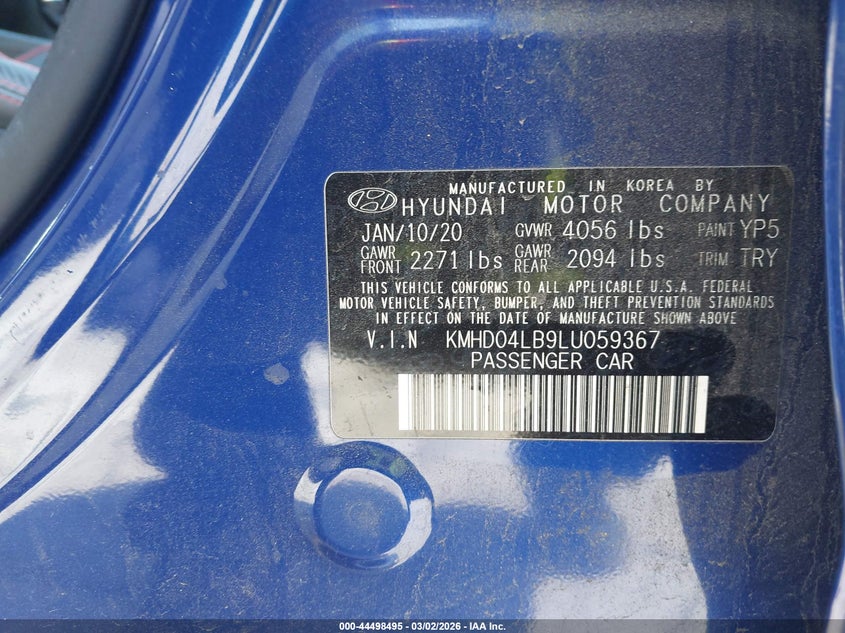 MANUFACTURED IN KOREA BY
HYUNDAI MOTOR COMPANY
JAN/10/20 GVWR 4056 lbs PAINT YP5
GAWR FRONT 2271 lbs GAWR REAR 2094 lbs TRIM TRY
THIS VEHICLE CONFORMS TO ALL APPLICABLE U.S.A. FEDERAL
MOTOR VEHICLE SAFETY, BUMPER, AND THEFT PREVENTION STANDARDS
IN EFFECT ON THE DATE OF MANUFACTURE SHOWN ABOVE
V.I.N KMHD04LB9LU059367
PASSENGER CAR
000-44498495 - 03/02/2026 - IAA Inc.